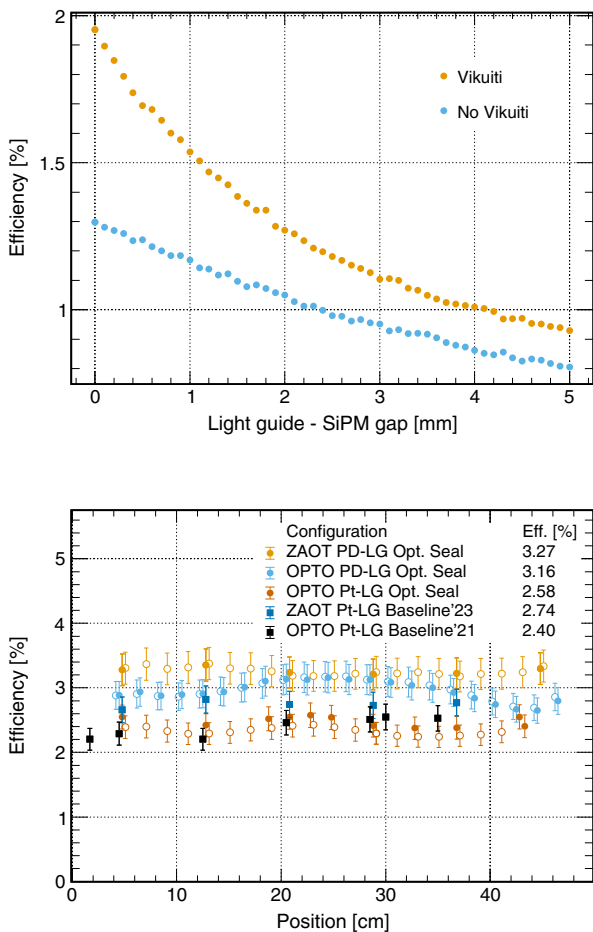 2
1.5
1
Efficiency [%]
Vikuiti
No Vikuiti
0 1 2 3 4 5
Light guide - SiPM gap [mm]
Configuration Eff. [%]
ZAOT PD-LG Opt. Seal 3.27
OPTO PD-LG Opt. Seal 3.16
OPTO Pt-LG Opt. Seal 2.58
ZAOT Pt-LG Baseline'23 2.74
OPTO Pt-LG Baseline'21 2.40
5
4
3
2
1
0
Efficiency [%]
0 10 20 30 40
Position [cm]